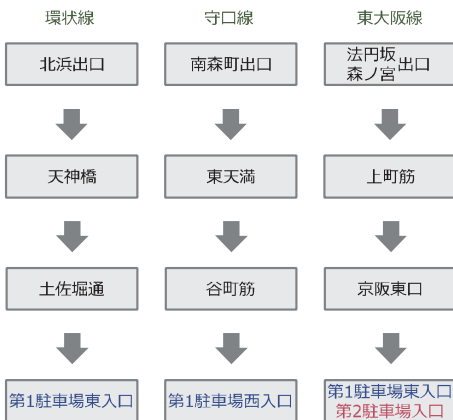 環状線
北浜出口
天神橋
土佐堀通
第1駐車場東入口
守口線
南森町出口
東天満
谷町筋
第1駐車場西入口
東大阪線
法円坂
森ノ宮
出口
上町筋
京阪東口
第1駐車場東入口
第2駐車場入口